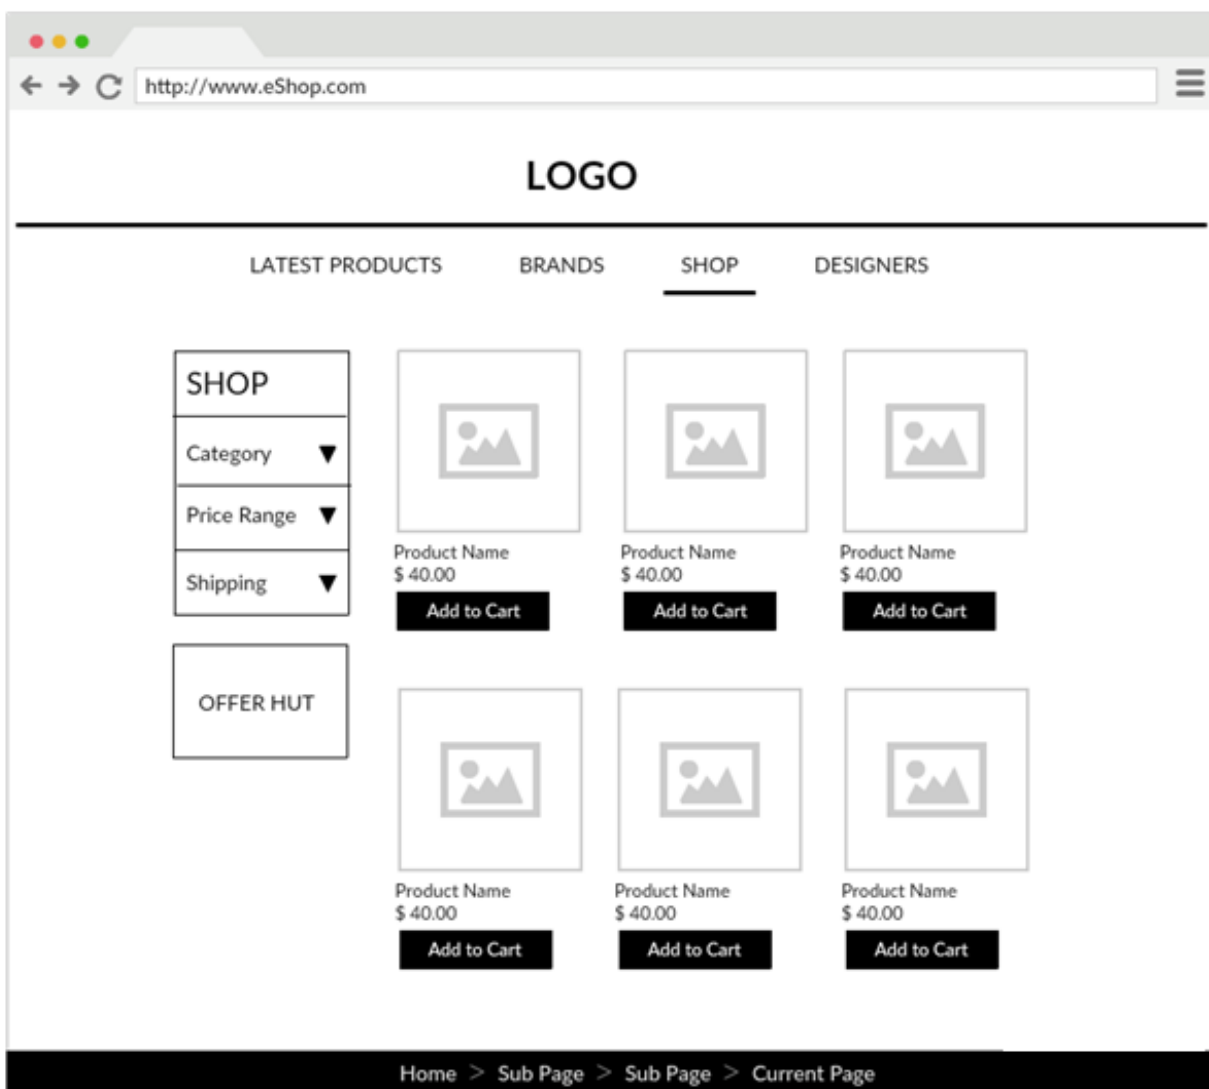 http://www.eShop.com
LOGO
LATEST PRODUCTS BRANDS SHOP DESIGNERS
SHOP
Category
Price Range
Shipping
OFFER HUT
Product Name Product Name Product Name
$ 40.00 $ 40.00 $ 40.00
Add to Cart Add to Cart Add to Cart
Product Name Product Name Product Name
$ 40.00 $ 40.00 $ 40.00
Add to Cart Add to Cart Add to Cart
Home > Sub Page > Sub Page > Current Page